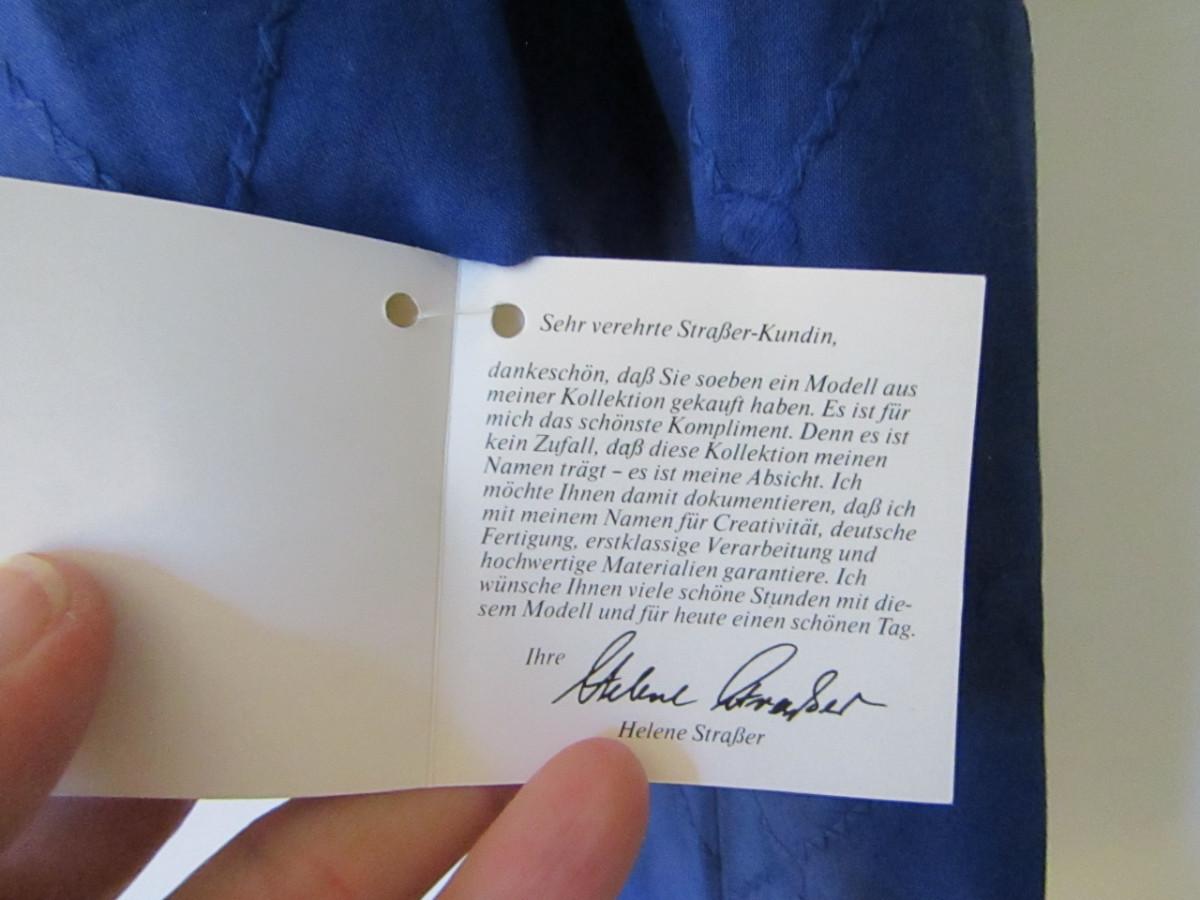 Sehr verehrte Straßer-Kundin,
dankeschön, daß Sie soeben ein Modell aus
meiner Kollektion gekauft haben. Es ist für
mich das schönste Kompliment. Denn es ist
kein Zufall, daß diese Kollektion meinen
Namen trägt – es ist meine Absicht. Ich
möchte Ihnen damit dokumentieren, daß ich
mit meinem Namen für Creativität, deutsche
Fertigung, erstklassige Verarbeitung und
hochwertige Materialien garantiere. Ich
wünsche Ihnen viele schöne Stunden mit die-
sem Modell und für heute einen schönen Tag.
Ihre Helene Straßer
Helene Straßer